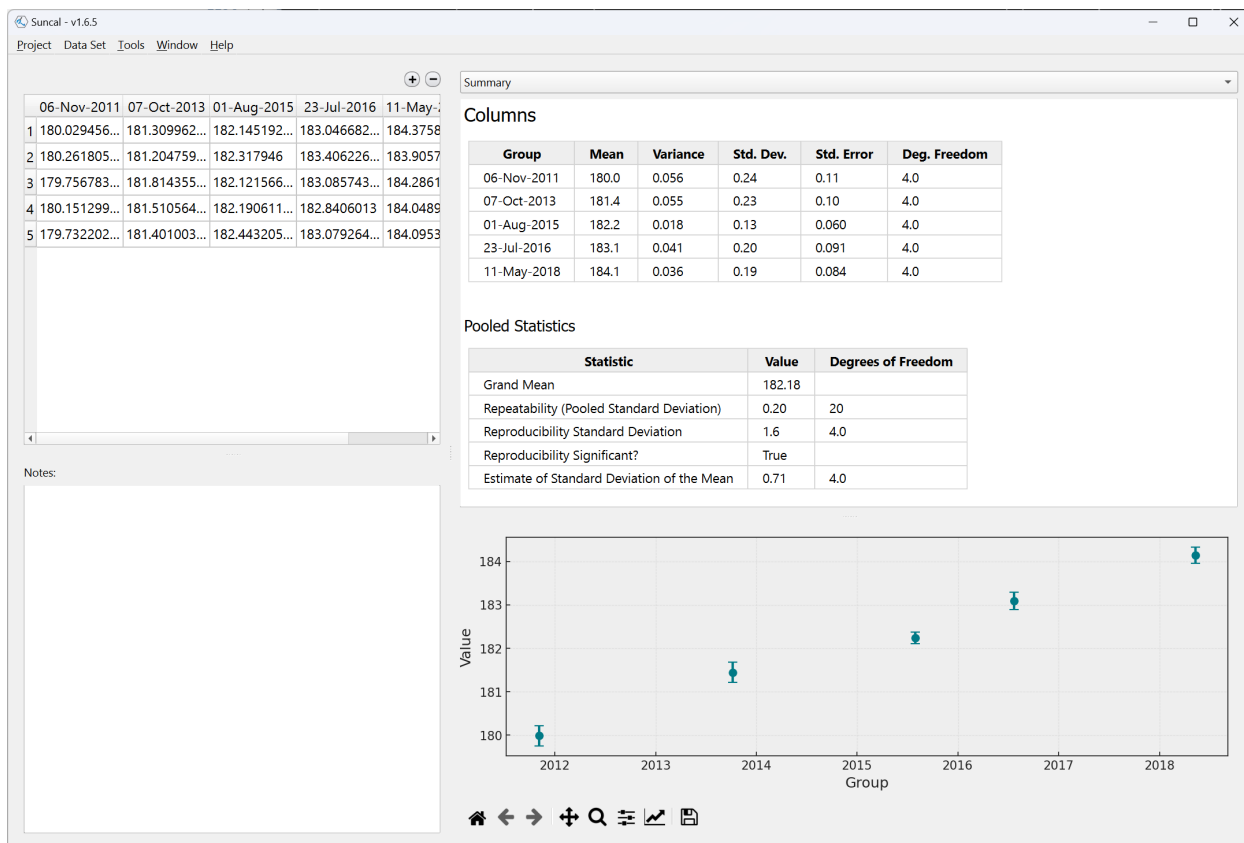 Suncal - v1.6.5
Project Data Set Tools Window Help
06-Nov-2011 07-Oct-2013 01-Aug-2015 23-Jul-2016 11-May-
1 180.029456... 181.309962... 182.145192... 183.046682... 184.3758
2 180.261805... 181.204759... 182.317946 183.406226... 183.9057
3 179.756783... 181.814355... 182.121566... 183.085743... 184.2861
4 180.151299... 181.510564... 182.190611... 182.8406013 184.0489
5 179.732202... 181.401003... 182.443205... 183.079264... 184.0953
Notes:
Summary
Columns
Group Mean Variance Std. Dev. Std. Error Deg. Freedom
06-Nov-2011 180.0 0.056 0.24 0.11 4.0
07-Oct-2013 181.4 0.055 0.23 0.10 4.0
01-Aug-2015 182.2 0.018 0.13 0.060 4.0
23-Jul-2016 183.1 0.041 0.20 0.091 4.0
11-May-2018 184.1 0.036 0.19 0.084 4.0
Pooled Statistics
Statistic Value Degrees of Freedom
Grand Mean 182.18
Repeatability (Pooled Standard Deviation) 0.20 20
Reproducibility Standard Deviation 1.6 4.0
Reproducibility Significant? True
Estimate of Standard Deviation of the Mean 0.71 4.0
184
183
182
181
180
Value
2012 2013 2014 2015 2016 2017 2018
Group